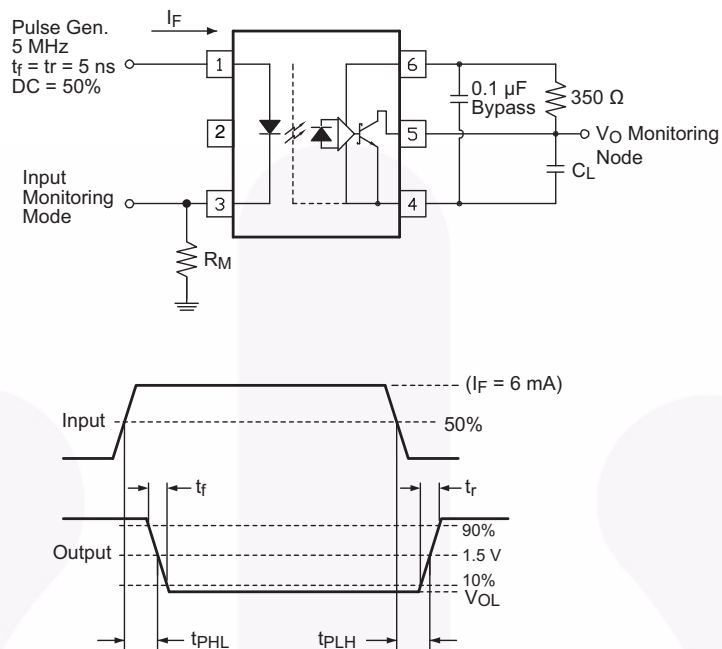 Pulse Gen.
5 MHz
tf = tr = 5 ns
DC = 50%
IF
1
2
3
6
5
4
0.1 µF
Bypass
350 Ω
VO Monitoring
Node
CL
Input
Monitoring
Mode
RM
(IF = 6 mA)
Input
50%
tf
tr
90%
Output
1.5 V
10%
VOL
tPHL
tPLH